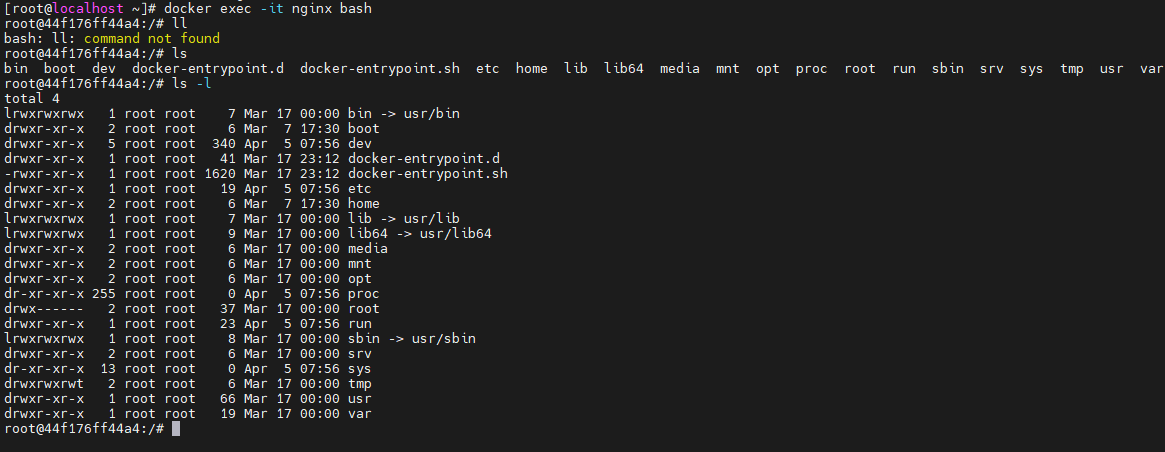 [root@localhost ~]# docker exec -it nginx bash
root@44f176ff44a4:/# ll
bash: ll: command not found
root@44f176ff44a4:/# ls
bin  boot  dev  docker-entrypoint.d  docker-entrypoint.sh  etc  home  lib  lib64  media  mnt  opt  proc  root  run  sbin  srv  sys  tmp  usr  var
root@44f176ff44a4:/# ls -l
total 4
lrwxrwxrwx   1 root root    7 Mar 17 00:00 bin -> usr/bin
drwxr-xr-x   2 root root    6 Mar  7 17:30 boot
drwxr-xr-x   5 root root  340 Apr  5 07:56 dev
drwxr-xr-x   1 root root   41 Mar 17 23:12 docker-entrypoint.d
-rwxr-xr-x   1 root root 1620 Mar 17 23:12 docker-entrypoint.sh
drwxr-xr-x   1 root root   19 Apr  5 07:56 etc
drwxr-xr-x   2 root root    6 Mar  7 17:30 home
lrwxrwxrwx   1 root root    7 Mar 17 00:00 lib -> usr/lib
lrwxrwxrwx   1 root root    9 Mar 17 00:00 lib64 -> usr/lib64
drwxr-xr-x   2 root root    6 Mar 17 00:00 media
drwxr-xr-x   2 root root    6 Mar 17 00:00 mnt
drwxr-xr-x   2 root root    6 Mar 17 00:00 opt
dr-xr-xr-x 255 root root    0 Apr  5 07:56 proc
drwx------   2 root root   37 Mar 17 00:00 root
drwxr-xr-x   1 root root   23 Apr  5 07:56 run
lrwxrwxrwx   1 root root    8 Mar 17 00:00 sbin -> usr/sbin
drwxr-xr-x   2 root root    6 Mar 17 00:00 srv
dr-xr-xr-x  13 root root    0 Apr  5 07:56 sys
drwxrwxrwt   2 root root    6 Mar 17 00:00 tmp
drwxr-xr-x   1 root root   66 Mar 17 00:00 usr
drwxr-xr-x   1 root root   19 Mar 17 00:00 var
root@44f176ff44a4:/#